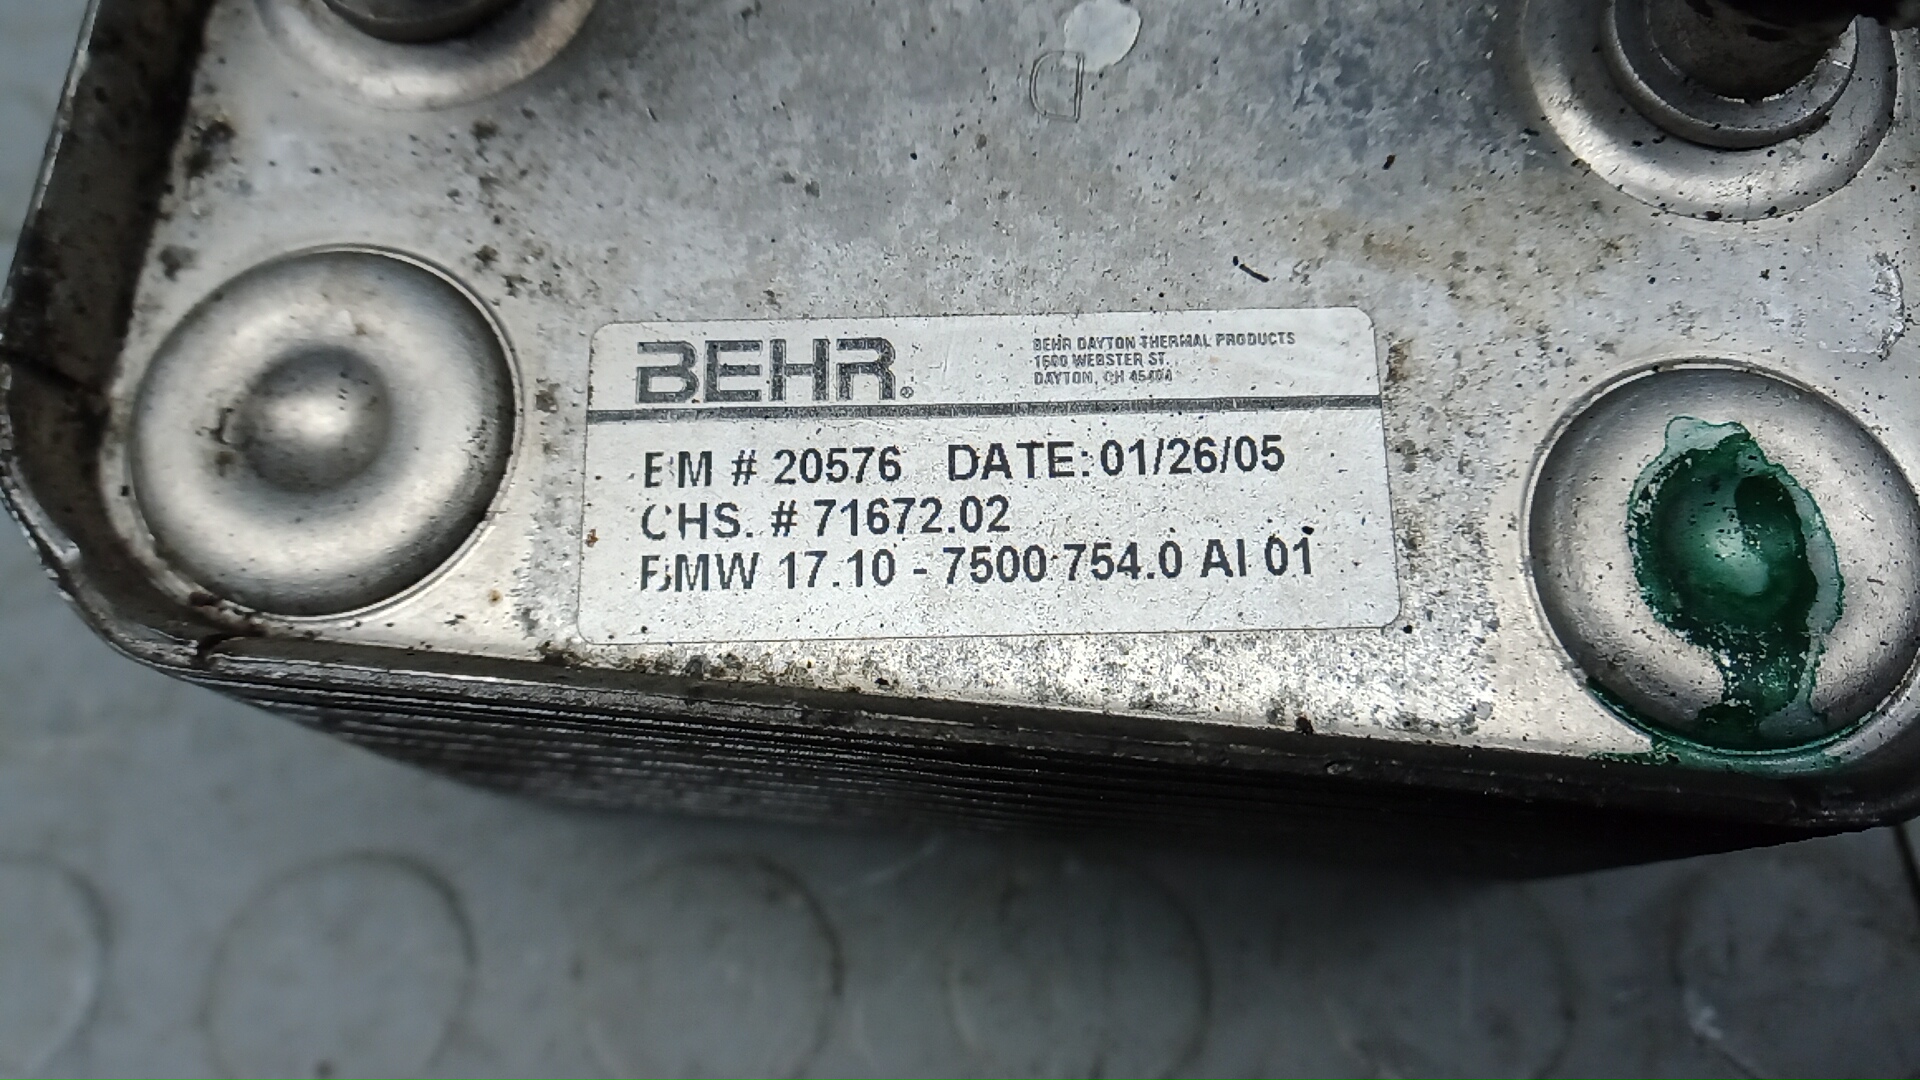 D
BEHR®
BEHR DAYTON THERMAL PRODUCTS
1600 WEBSTER ST.
DAYTON, OH 45404
BM # 20576 DATE: 01/26/05
CHS. # 71672.02
BMW 17.10 - 7500 754.0 AI 01